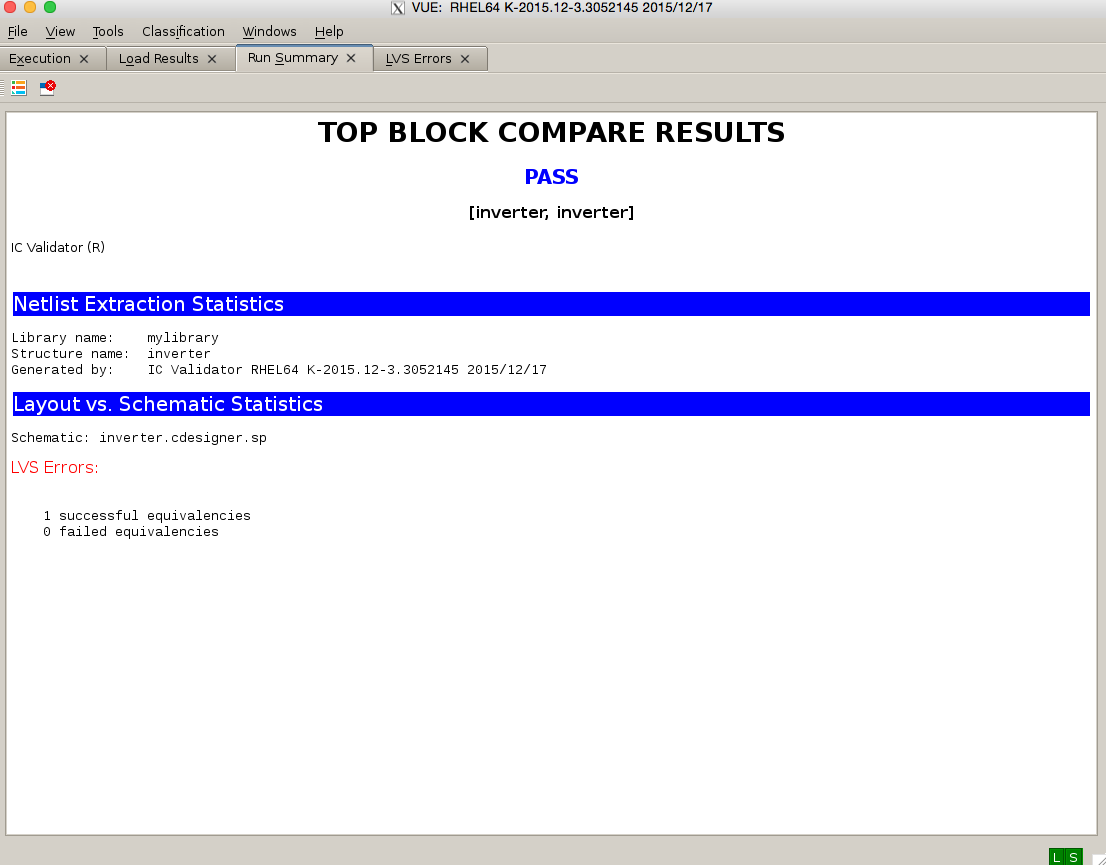 VUE: RHEL64 K-2015.12-3.3052145 2015/12/17
File View Tools Classification Windows Help
Execution Load Results Run Summary LVS Errors
TOP BLOCK COMPARE RESULTS
PASS
[inverter, inverter]
IC Validator (R)
Netlist Extraction Statistics
Library name: mylibrary
Structure name: inverter
Generated by: IC Validator RHEL64 K-2015.12-3.3052145 2015/12/17
Layout vs. Schematic Statistics
Schematic: inverter.cdesigner.sp
LVS Errors:
1 successful equivalencies
0 failed equivalencies
L S